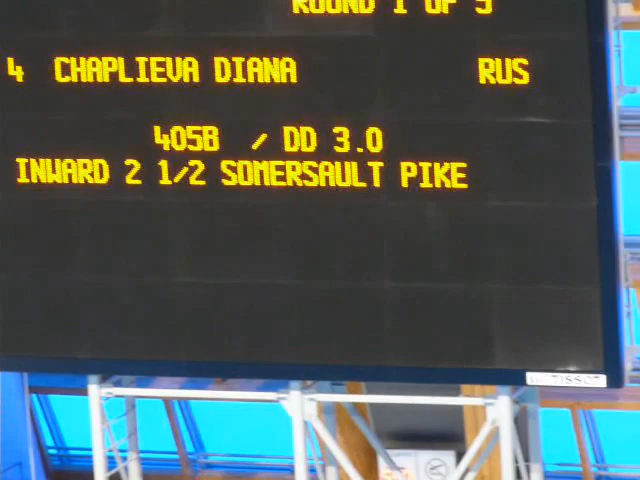 ROUND 1 OF 5
4 CHAPLIEVA DIANA RUS
405B / DD 3.0
INWARD 2 1/2 SOMERSAULT PIKE
TISSOT